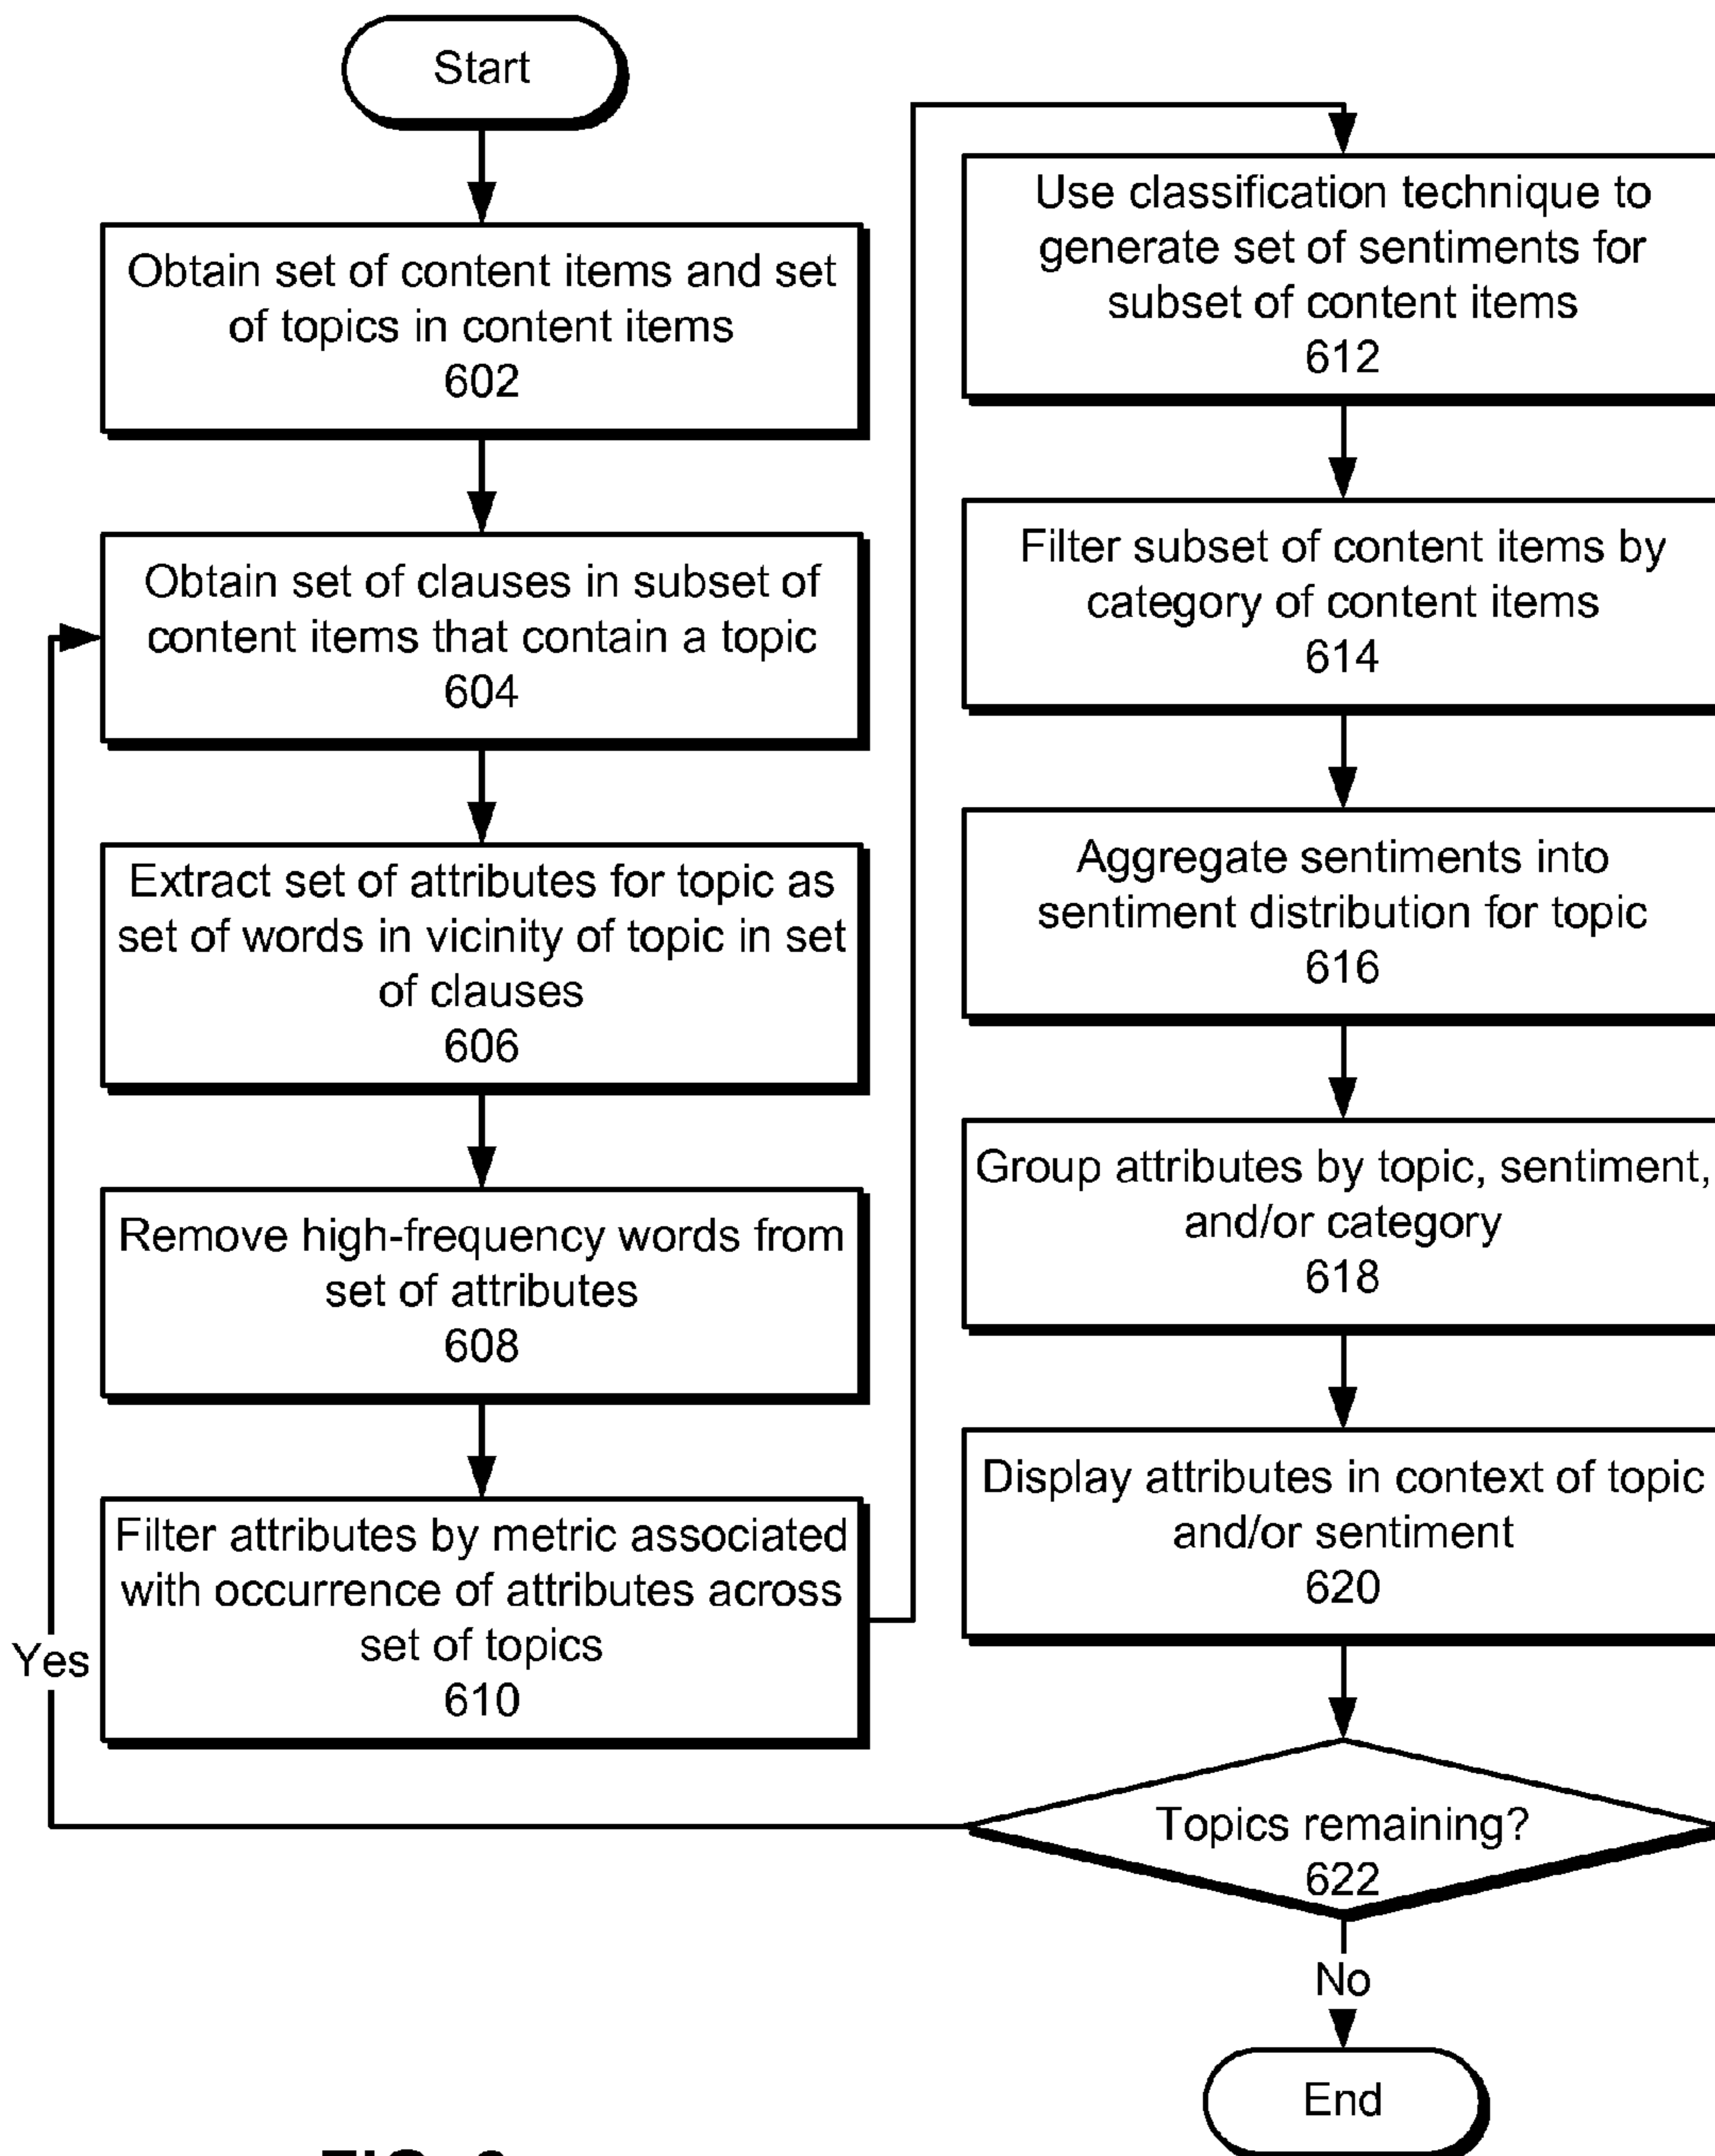 Start
Obtain set of content items and set
of topics in content items
602
Obtain set of clauses in subset of
content items that contain a topic
604
Extract set of attributes for topic as
set of words in vicinity of topic in set
of clauses
606
Remove high-frequency words from
set of attributes
608
Filter attributes by metric associated
with occurrence of attributes across
set of topics
610
Yes
Use classification technique to
generate set of sentiments for
subset of content items
612
Filter subset of content items by
category of content items
614
Aggregate sentiments into
sentiment distribution for topic
616
Group attributes by topic, sentiment,
and/or category
618
Display attributes in context of topic
and/or sentiment
620
Topics remaining?
622
No
End